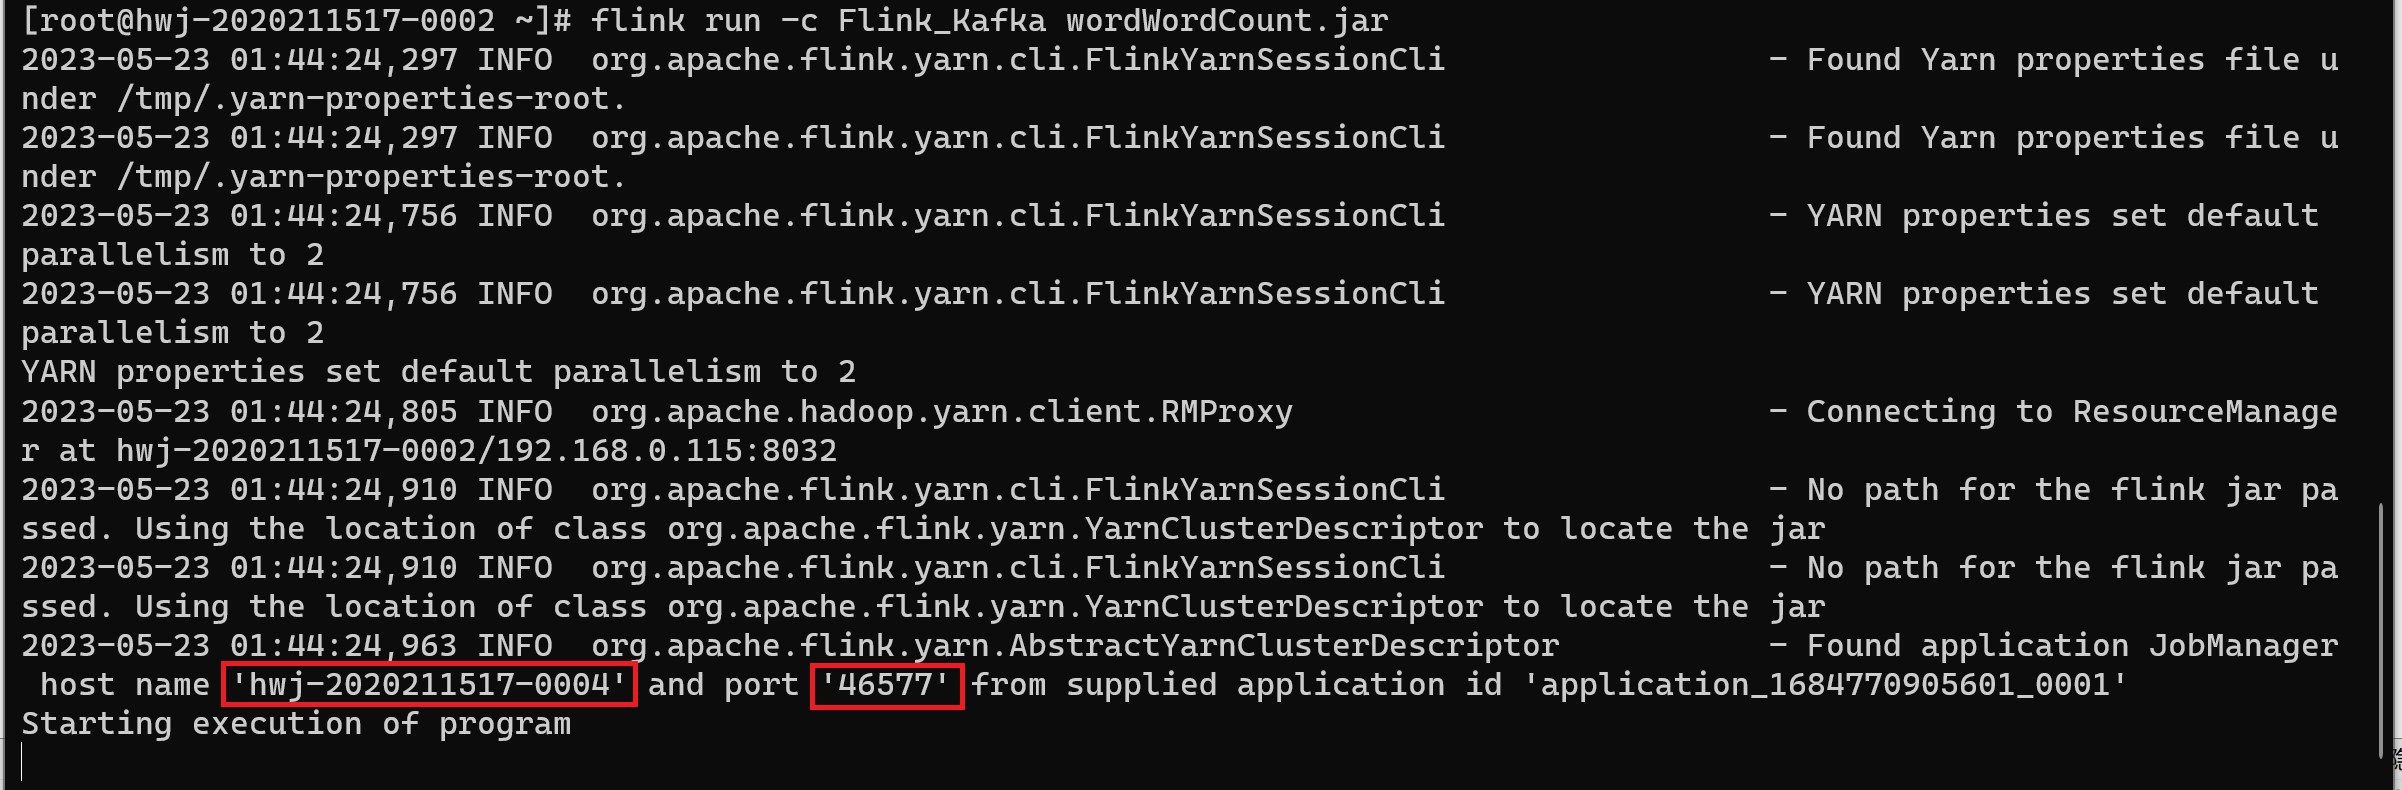 [root@hwj-2020211517-0002 ~]# flink run -c Flink_Kafka wordWordCount.jar
2023-05-23 01:44:24,297 INFO  org.apache.flink.yarn.cli.FlinkYarnSessionCli                 - Found Yarn properties file u
nder /tmp/.yarn-properties-root.
2023-05-23 01:44:24,297 INFO  org.apache.flink.yarn.cli.FlinkYarnSessionCli                 - Found Yarn properties file u
nder /tmp/.yarn-properties-root.
2023-05-23 01:44:24,756 INFO  org.apache.flink.yarn.cli.FlinkYarnSessionCli                 - YARN properties set default
parallelism to 2
2023-05-23 01:44:24,756 INFO  org.apache.flink.yarn.cli.FlinkYarnSessionCli                 - YARN properties set default
parallelism to 2
YARN properties set default parallelism to 2
2023-05-23 01:44:24,805 INFO  org.apache.hadoop.yarn.client.RMProxy                         - Connecting to ResourceManage
r at hwj-2020211517-0002/192.168.0.115:8032
2023-05-23 01:44:24,910 INFO  org.apache.flink.yarn.cli.FlinkYarnSessionCli                 - No path for the flink jar pa
ssed. Using the location of class org.apache.flink.yarn.YarnClusterDescriptor to locate the jar
2023-05-23 01:44:24,910 INFO  org.apache.flink.yarn.cli.FlinkYarnSessionCli                 - No path for the flink jar pa
ssed. Using the location of class org.apache.flink.yarn.YarnClusterDescriptor to locate the jar
2023-05-23 01:44:24,963 INFO  org.apache.flink.yarn.AbstractYarnClusterDescriptor           - Found application JobManager
 host name 'hwj-2020211517-0004' and port '46577' from supplied application id 'application_1684770905601_0001'
Starting execution of program